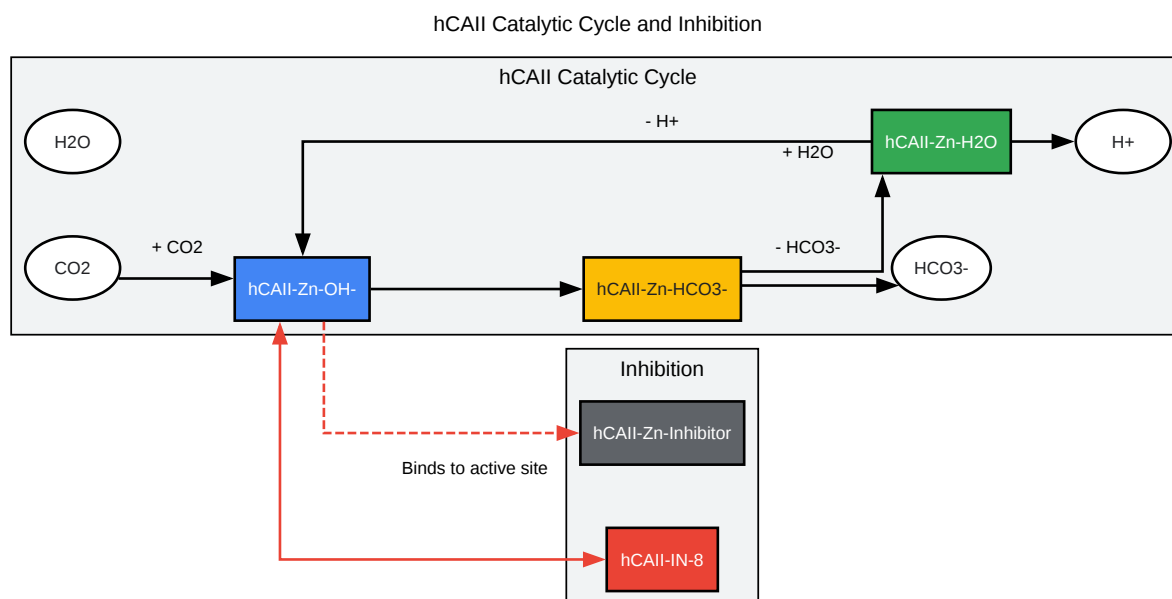 hCAII Catalytic Cycle and Inhibition
hCAII Catalytic Cycle
H2O
- H+
+ H2O
hCAII-Zn-H2O
H+
CO2
+ CO2
hCAII-Zn-OH-
hCAII-Zn-HCO3-
- HCO3-
HCO3-
Inhibition
hCAII-Zn-Inhibitor
Binds to active site
hCAII-IN-8